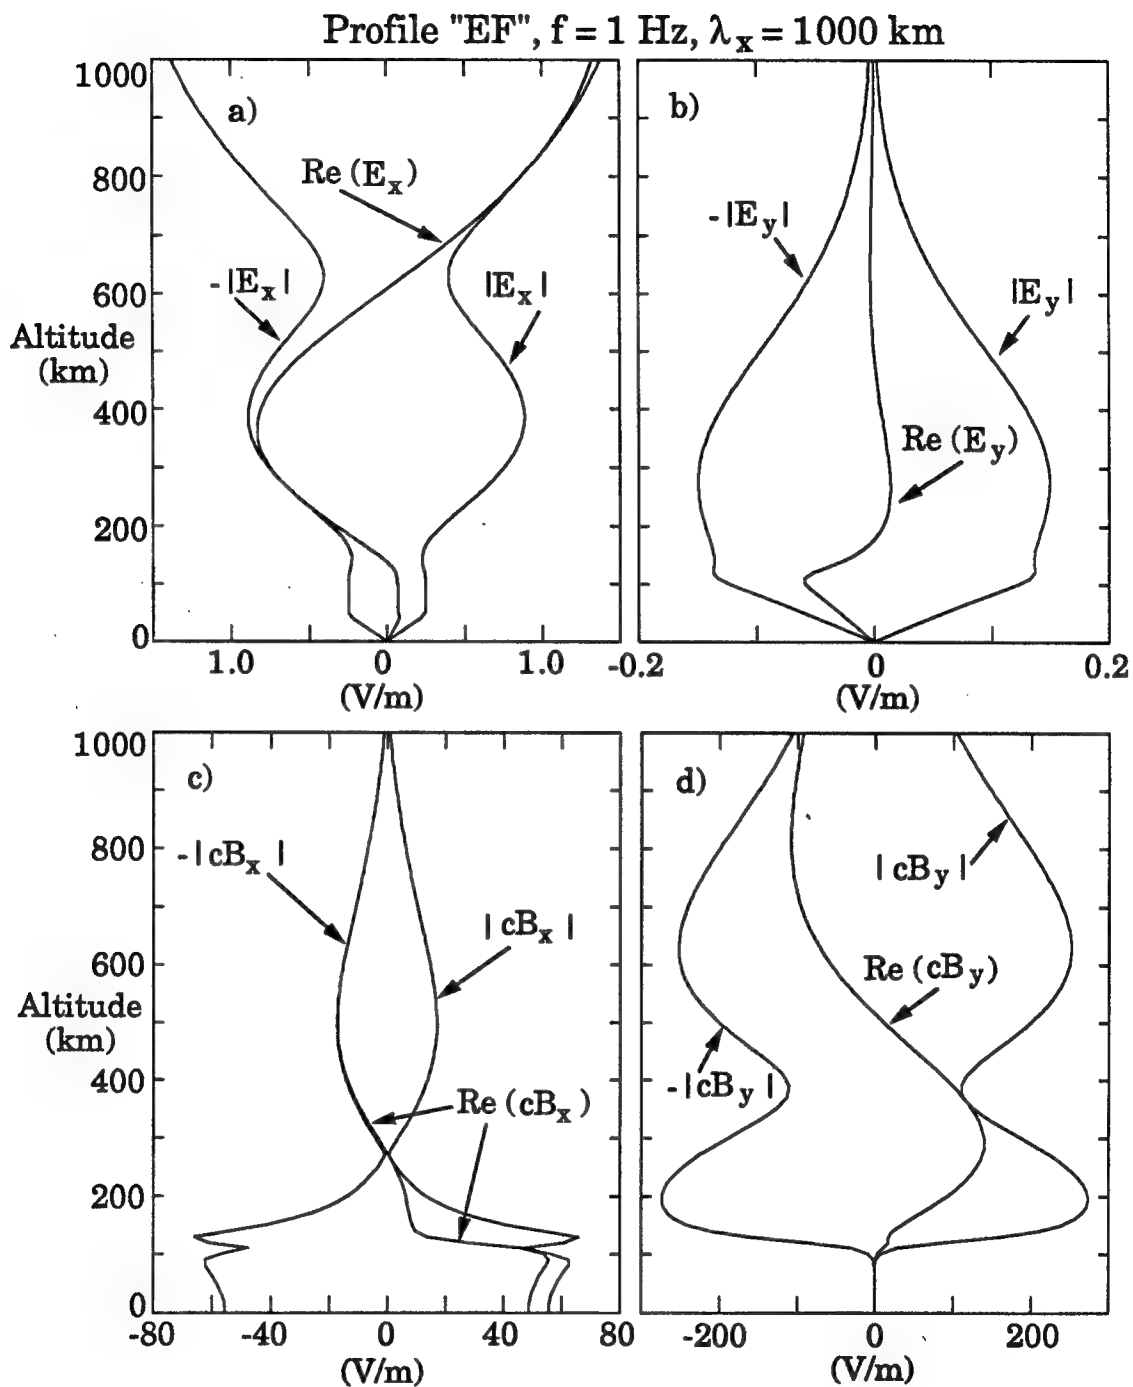 Profile "EF", f = 1 Hz, λx = 1000 km
a)
1000
800
600
400
200
0
Altitude
(km)
Re (Ex)
-|Ex|
|Ex|
1.0
0
1.0
(V/m)
b)
-|Ey|
|Ey|
Re (Ey)
-0.2
0
0.2
(V/m)
c)
1000
800
600
400
200
0
Altitude
(km)
-|cBx|
|cBx|
Re (cBx)
-80
-40
0
40
80
(V/m)
d)
|cBy|
Re (cBy)
-|cBy|
-200
0
200
(V/m)